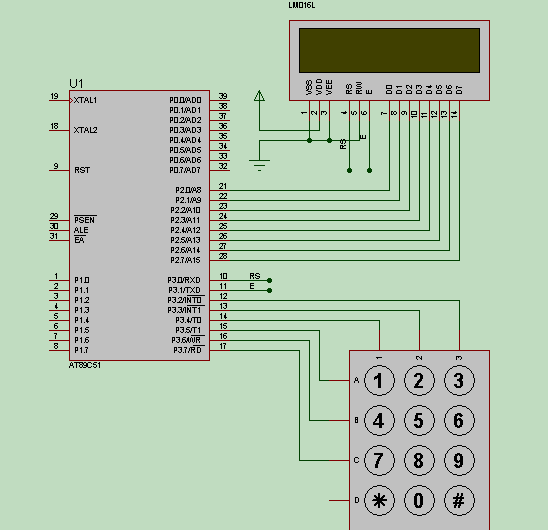 LM016L
VSS VDD VEE RS RW E D0 D1 D2 D3 D4 D5 D6 D7
1 2 3 4 5 6 7 8 9 10 11 12 13 14
RS E
U1
19 XTAL1 P0.0/AD0 39
P0.1/AD1 38
P0.2/AD2 37
18 XTAL2 P0.3/AD3 36
P0.4/AD4 35
P0.5/AD5 34
P0.6/AD6 33
9 RST P0.7/AD7 32
P2.0/A8 21
P2.1/A9 22
P2.2/A10 23
29 PSEN P2.3/A11 24
30 ALE P2.4/A12 25
31 EA P2.5/A13 26
P2.6/A14 27
P2.7/A15 28
1 P1.0 P3.0/RXD 10 RS
2 P1.1 P3.1/TXD 11 E
3 P1.2 P3.2/INT0 12
4 P1.3 P3.3/INT1 13
5 P1.4 P3.4/T0 14
6 P1.5 P3.5/T1 15
7 P1.6 P3.6/WR 16
8 P1.7 P3.7/RD 17
AT89C51
1 2 3
A 1 2 3
B 4 5 6
C 7 8 9
D * 0 #